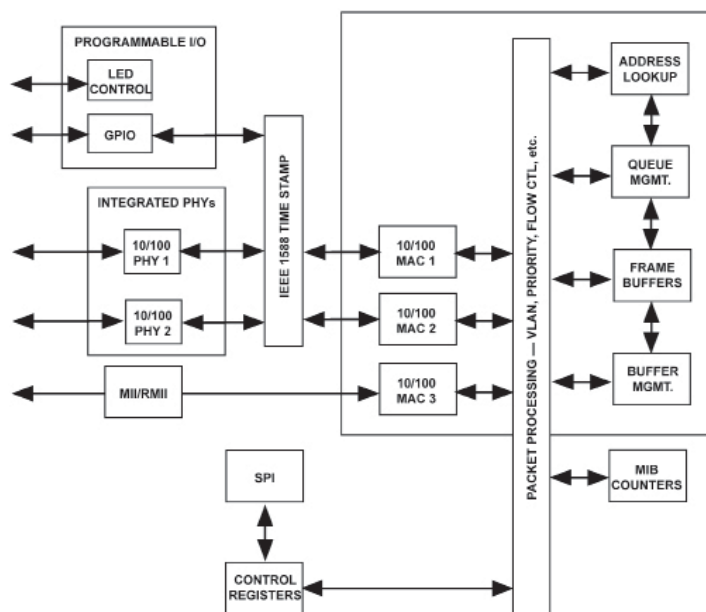 PROGRAMMABLE I/O
LED
CONTROL
GPIO
INTEGRATED PHYs
10/100
PHY 1
10/100
PHY 2
MII/RMII
IEEE 1588 TIME STAMP
10/100
MAC 1
10/100
MAC 2
10/100
MAC 3
SPI
CONTROL
REGISTERS
PACKET PROCESSING — VLAN, PRIORITY, FLOW CTL, etc.
ADDRESS
LOOKUP
QUEUE
MGMT.
FRAME
BUFFERS
BUFFER
MGMT.
MIB
COUNTERS